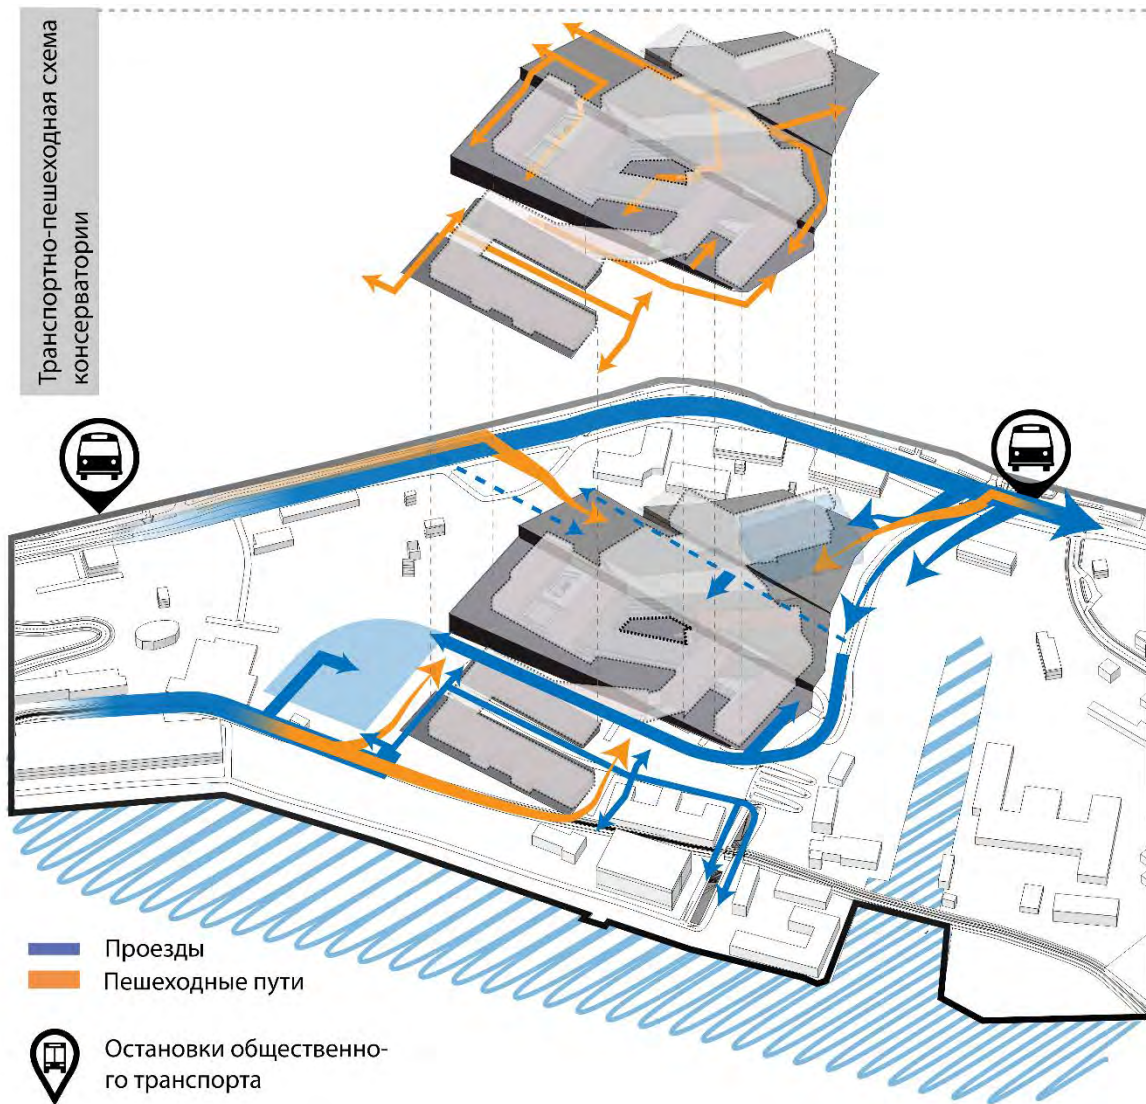 Транспортно-пешеходная схема
консерватории
Проезды
Пешеходные пути
Остановки общественно-
го транспорта